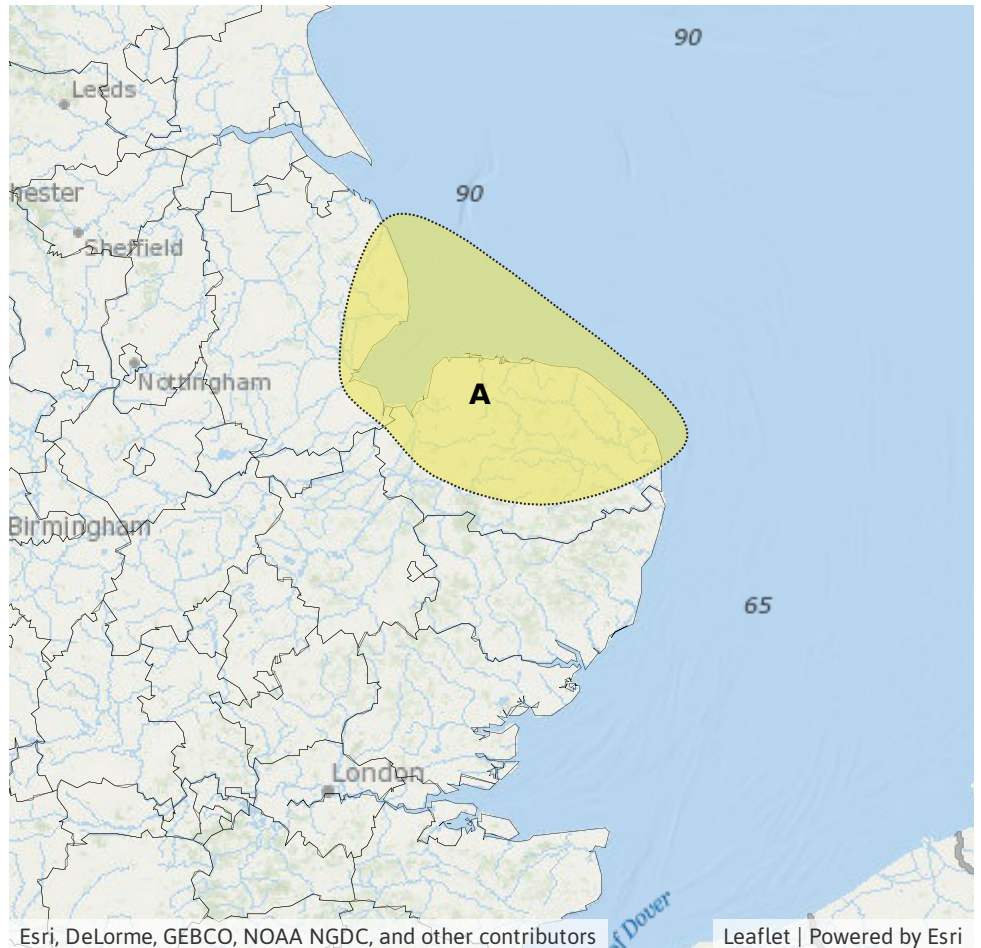 90
Leeds
hester
90
Sheffield
Nottingham
A
Birmingham
65
London
of Dover
Esri, DeLorme, GEBCO, NOAA NGDC, and other contributors
Leaflet | Powered by Esri